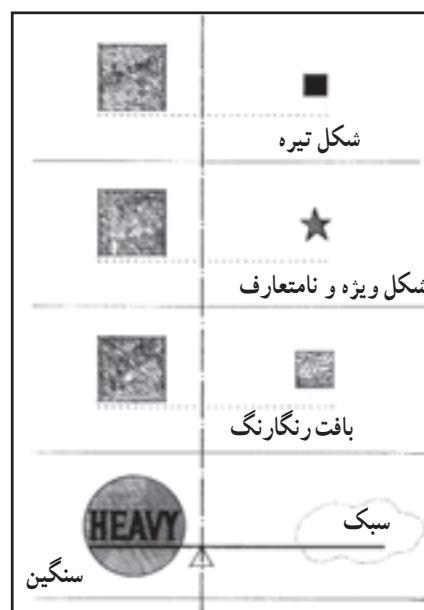 شکل تیره
شکل ویژه و نامتعارف
بافت رنگارنگ
سبک
HEAVY
سنگین